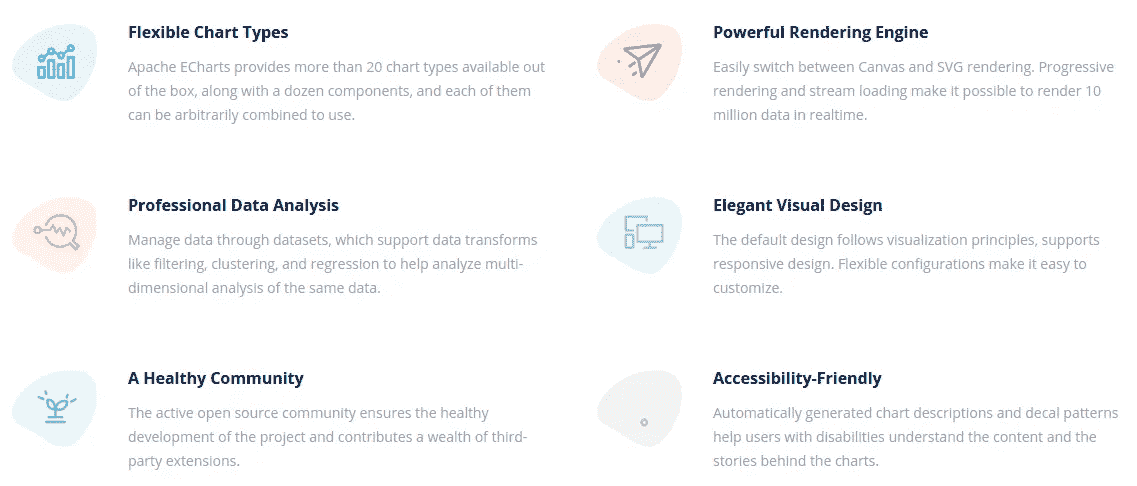 Flexible Chart Types
Apache ECharts provides more than 20 chart types available out
of the box, along with a dozen components, and each of them
can be arbitrarily combined to use.
Powerful Rendering Engine
Easily switch between Canvas and SVG rendering. Progressive
rendering and stream loading make it possible to render 10
million data in realtime.
Professional Data Analysis
Manage data through datasets, which support data transforms
like filtering, clustering, and regression to help analyze multi-
dimensional analysis of the same data.
Elegant Visual Design
The default design follows visualization principles, supports
responsive design. Flexible configurations make it easy to
customize.
A Healthy Community
The active open source community ensures the healthy
development of the project and contributes a wealth of third-
party extensions.
Accessibility-Friendly
Automatically generated chart descriptions and decal patterns
help users with disabilities understand the content and the
stories behind the charts.